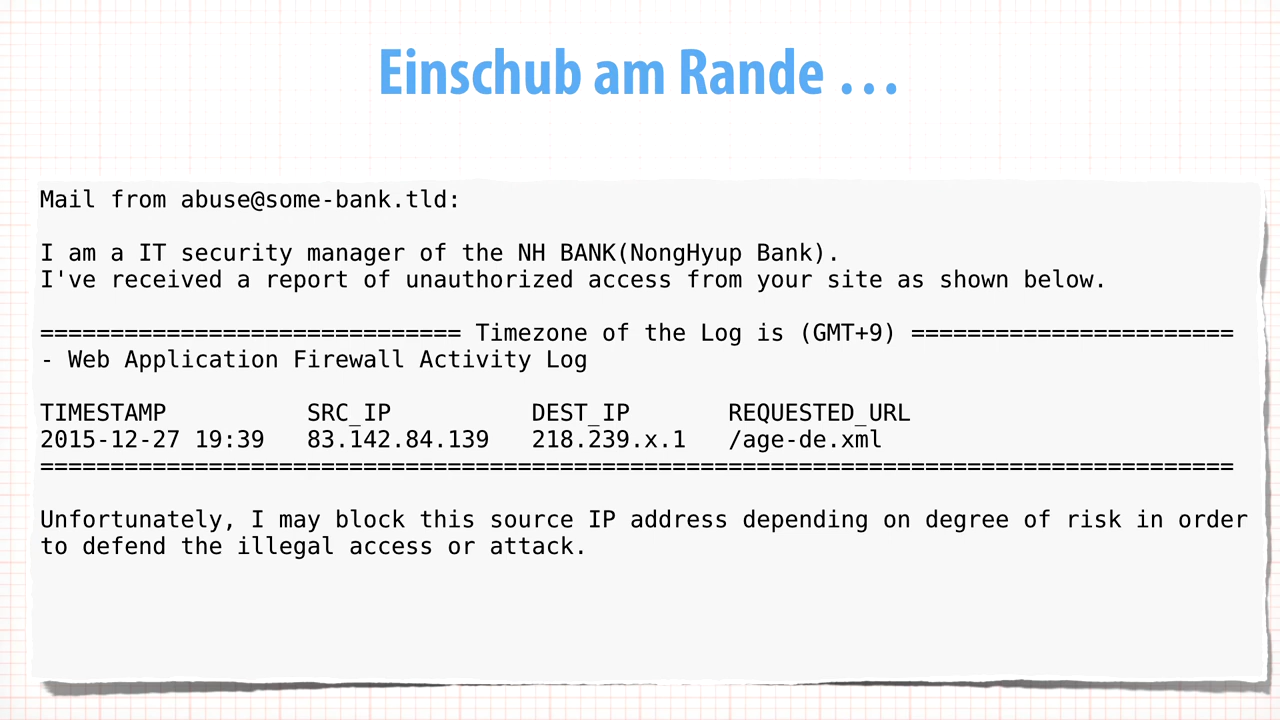 Einschub am Rande …
Mail from abuse@some-bank.tld:
I am a IT security manager of the NH BANK(NongHyup Bank).
I've received a report of unauthorized access from your site as shown below.
============================== Timezone of the Log is (GMT+9) =======================
- Web Application Firewall Activity Log
TIMESTAMP          SRC_IP          DEST_IP       REQUESTED_URL
2015-12-27 19:39   83.142.84.139   218.239.x.1   /age-de.xml
=====================================================================================
Unfortunately, I may block this source IP address depending on degree of risk in order
to defend the illegal access or attack.